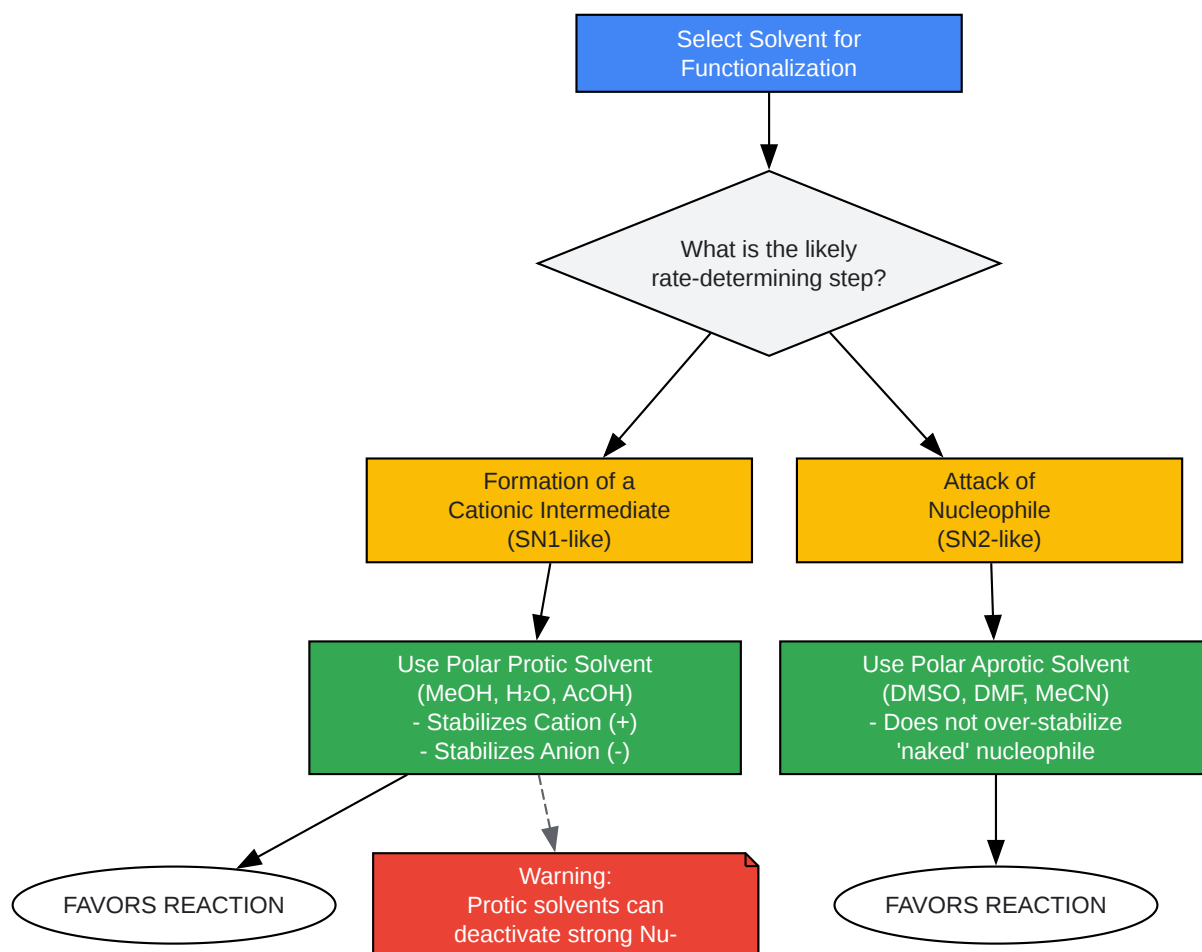 Select Solvent for
Functionalization
What is the likely
rate-determining step?
Formation of a
Cationic Intermediate
(SN1-like)
Attack of
Nucleophile
(SN2-like)
Use Polar Protic Solvent
(MeOH, H₂O, AcOH)
- Stabilizes Cation (+)
- Stabilizes Anion (-)
Use Polar Aprotic Solvent
(DMSO, DMF, MeCN)
- Does not over-stabilize
'naked' nucleophile
FAVORS REACTION
Warning:
Protic solvents can
deactivate strong Nu-
FAVORS REACTION